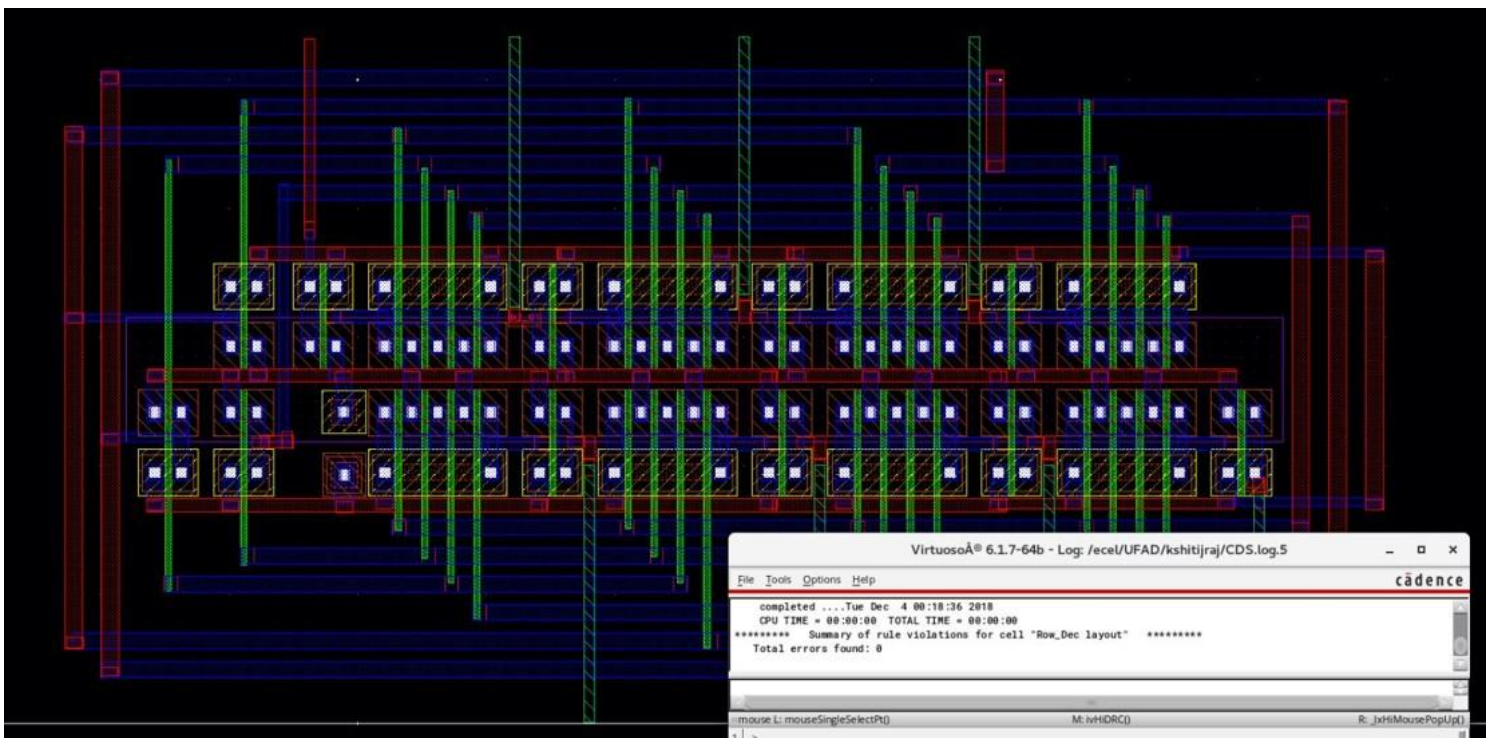 VirtuosoÂ® 6.1.7-64b - Log: /ecel/UFAD/kshitijraj/CDS.log.5
File Tools Options Help
cādence
completed ....Tue Dec 4 00:18:36 2018
CPU TIME = 00:00:00 TOTAL TIME = 00:00:00
********* Summary of rule violations for cell "Row_Dec layout" *********
Total errors found: 0
mouse L: mouseSingleSelectPt()
M: ivHiDRC()
R: _lxHiMousePopUp()
1 >